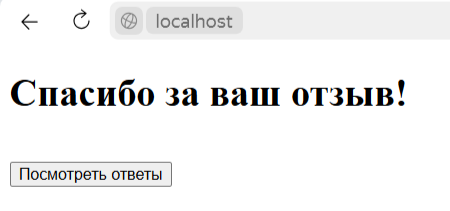 localhost
Спасибо за ваш отзыв!
Посмотреть ответы